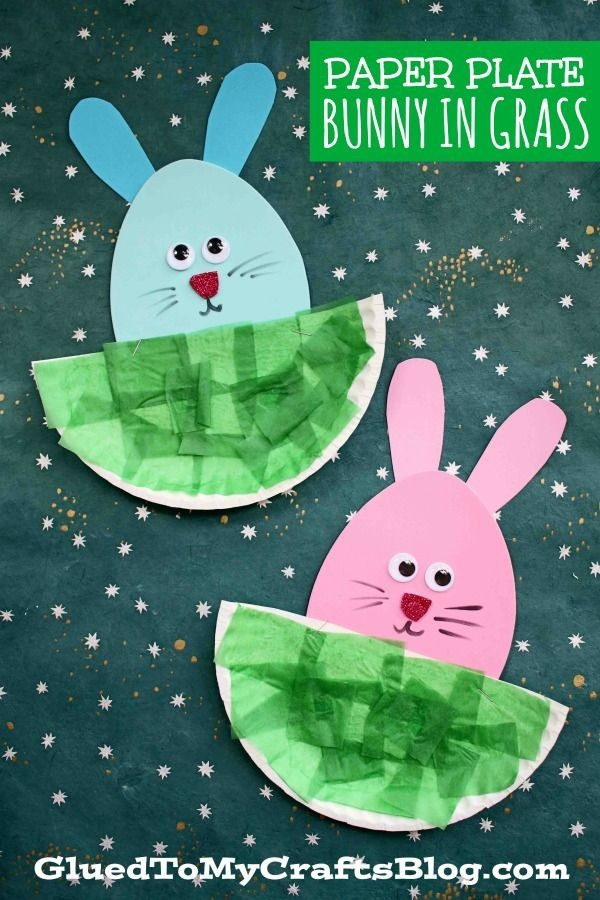 PAPER PLATE
BUNNY IN GRASS
GluedToMyCraftsBlog.com